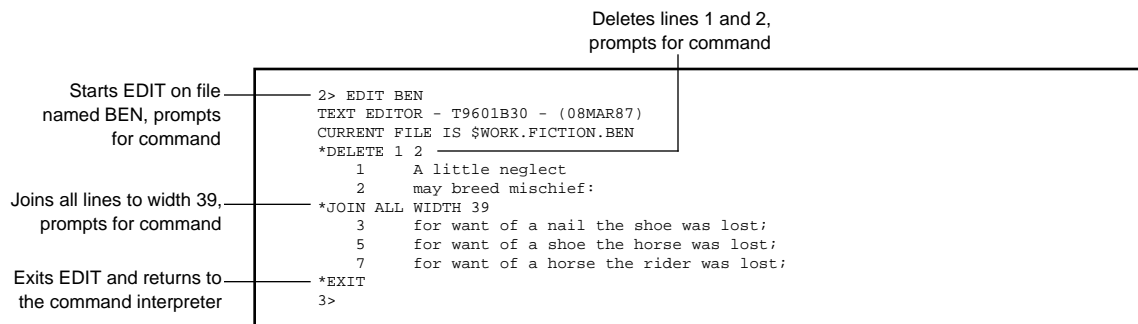 Deletes lines 1 and 2,
prompts for command
Starts EDIT on file
named BEN, prompts
for command
2> EDIT BEN
TEXT EDITOR - T9601B30 - (08MAR87)
CURRENT FILE IS $WORK.FICTION.BEN
*DELETE 1 2
1 A little neglect
2 may breed mischief:
Joins all lines to width 39,
prompts for command
*JOIN ALL WIDTH 39
3 for want of a nail the shoe was lost;
5 for want of a shoe the horse was lost;
7 for want of a horse the rider was lost;
Exits EDIT and returns to
the command interpreter
*EXIT
3>